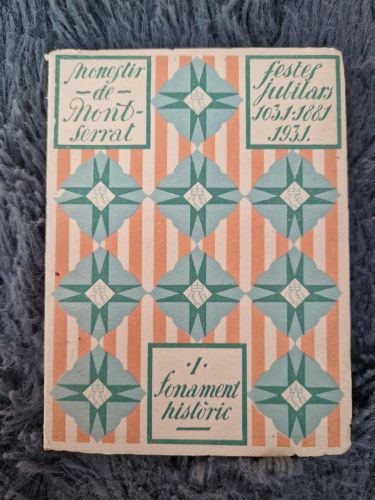 Monestir
de
Mont-
serrat
festes
jubilars
1031·1881
1931.
·I·
fonament
històric